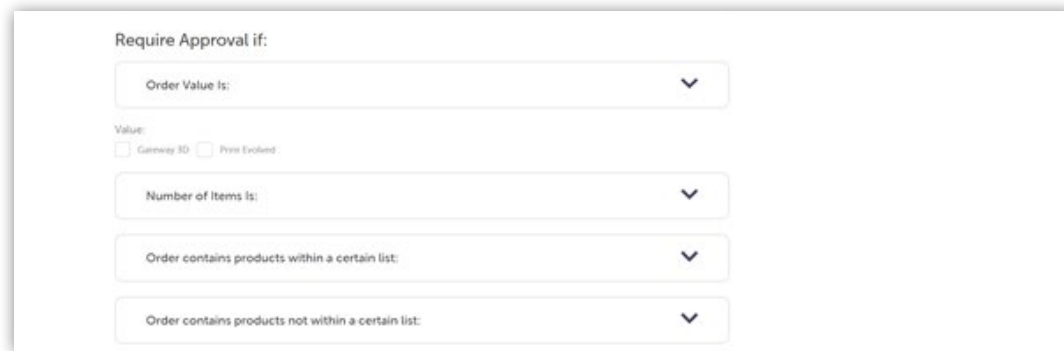 Require Approval if:
Order Value Is:
Value:
Gateway 3D Print Evolved
Number of Items Is:
Order contains products within a certain list:
Order contains products not within a certain list: